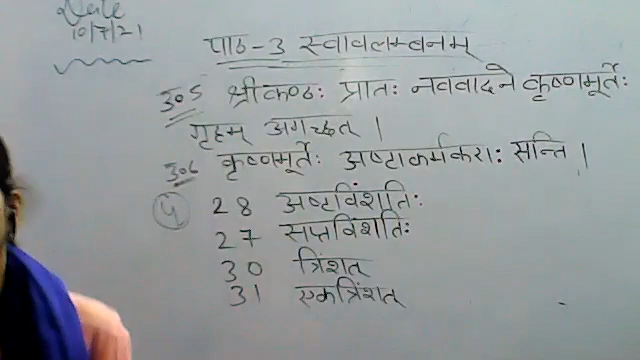 Date
10/7/21
पाठ-3 स्वावलम्बनम्
उ०5 श्रीकण्ठः प्रातः नववादने कृष्णमूर्तेः
गृहम् अगच्छत् ।
उ०6 कृष्णमूर्तेः अष्टाकर्मकराः सन्ति ।
4 28 अष्टविंशतिः
27 सप्तविंशतिः
30 त्रिंशत्
31 एकत्रिंशत्